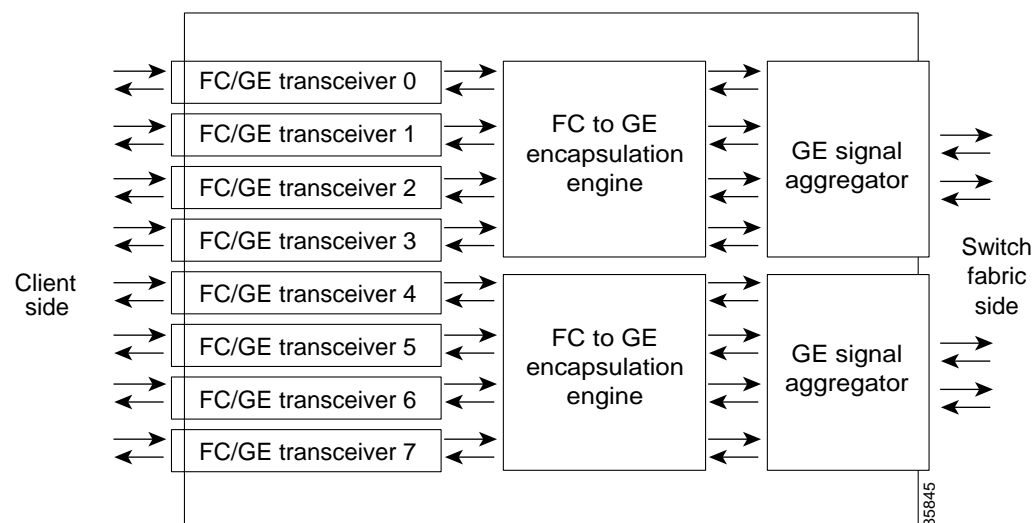 FC/GE transceiver 0
FC/GE transceiver 1
FC/GE transceiver 2
FC/GE transceiver 3
FC/GE transceiver 4
FC/GE transceiver 5
FC/GE transceiver 6
FC/GE transceiver 7
Client
side
FC to GE
encapsulation
engine
FC to GE
encapsulation
engine
GE signal
aggregator
GE signal
aggregator
Switch
fabric
side